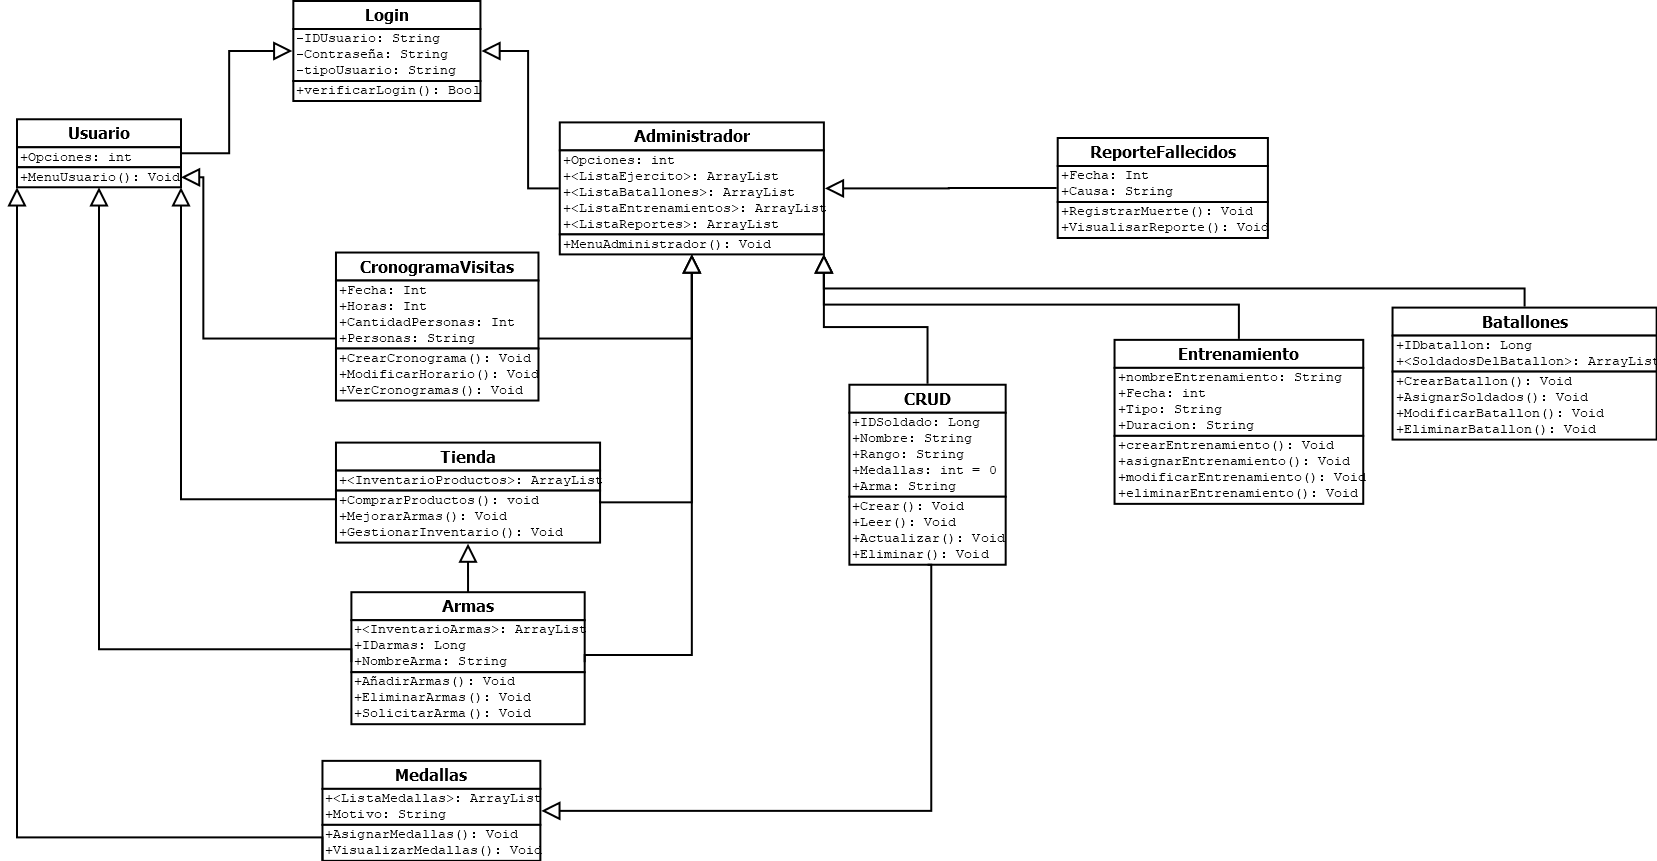 Login
-IDUsuario: String
-Contraseña: String
-tipoUsuario: String
+verificarLogin(): Bool
Usuario
+Opciones: int
+MenuUsuario(): Void
Administrador
+Opciones: int
+<ListaEjercito>: ArrayList
+<ListaBatallones>: ArrayList
+<ListaEntrenamientos>: ArrayList
+<ListaReportes>: ArrayList
+MenuAdministrador(): Void
ReporteFallecidos
+Fecha: Int
+Causa: String
+RegistrarMuerte(): Void
+VisualisarReporte(): Void
CronogramaVisitas
+Fecha: Int
+Horas: Int
+CantidadPersonas: Int
+Personas: String
+CrearCronograma(): Void
+ModificarHorario(): Void
+VerCronogramas(): Void
Batallones
+IDbatallon: Long
+<SoldadosDelBatallon>: ArrayList
+CrearBatallon(): Void
+AsignarSoldados(): Void
+ModificarBatallon(): Void
+EliminarBatallon(): Void
Entrenamiento
+nombreEntrenamiento: String
+Fecha: int
+Tipo: String
+Duracion: String
+crearEntrenamiento(): Void
+asignarEntrenamiento(): Void
+modificarEntrenamiento(): Void
+eliminarEntrenamiento(): Void
CRUD
+IDSoldado: Long
+Nombre: String
+Rango: String
+Medallas: int = 0
+Arma: String
+Crear(): Void
+Leer(): Void
+Actualizar(): Void
+Eliminar(): Void
Tienda
+<InventarioProductos>: ArrayList
+ComprarProductos(): void
+MejorarArmas(): Void
+GestionarInventario(): Void
Armas
+<InventarioArmas>: ArrayList
+IDarmas: Long
+NombreArma: String
+AñadirArmas(): Void
+EliminarArmas(): Void
+SolicitarArma(): Void
Medallas
+<ListaMedallas>: ArrayList
+Motivo: String
+AsignarMedallas(): Void
+VisualizarMedallas(): Void